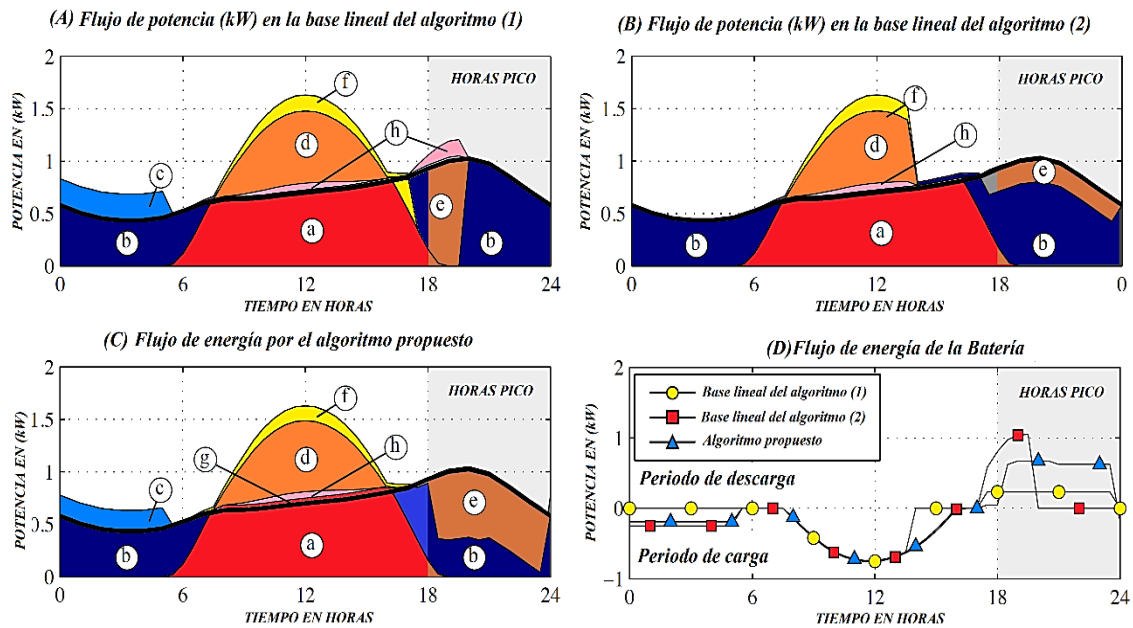 (A) Flujo de potencia (kW) en la base lineal del algoritmo (1)
POTENCIA EN (kW)
2
1.5
1
0.5
0
HORAS PICO
f
d
h
c
e
b
a
b
0 6 12 18 24
TIEMPO EN HORAS
(B) Flujo de potencia (kW) en la base lineal del algoritmo (2)
POTENCIA EN (kW)
2
1.5
1
0.5
0
HORAS PICO
f
d
h
e
b
a
b
0 6 12 18 0
TIEMPO EN HORAS
(C) Flujo de energía por el algoritmo propuesto
POTENCIA EN (kW)
2
1.5
1
0.5
0
HORAS PICO
f
g
d
h
c
e
b
a
b
0 6 12 18 24
TIEMPO EN HORAS
(D)Flujo de energía de la Batería
POTENCIA EN (kW)
2
1
0
−1
HORAS PICO
Base lineal del algoritmo (1)
Base lineal del algoritmo (2)
Algoritmo propuesto
Periodo de descarga
Periodo de carga
0 6 12 18 24
TIEMPO EN HORAS